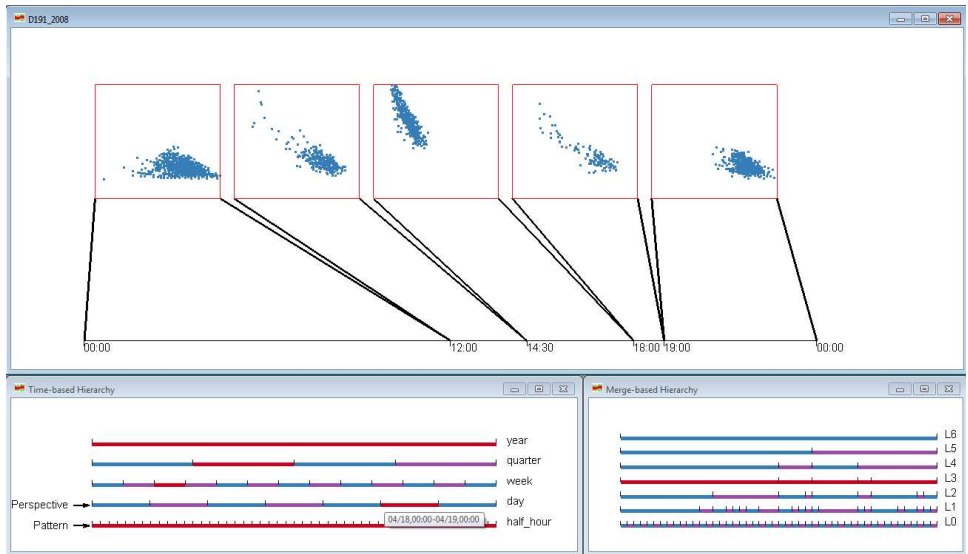 D191_2008
00:00 12:00 14:30 18:00 19:00 00:00
Time-based Hierarchy
year
quarter
week
Perspective day
04/18,00:00-04/19,00:00
Pattern half_hour
Merge-based Hierarchy
L6
L5
L4
L3
L2
L1
L0